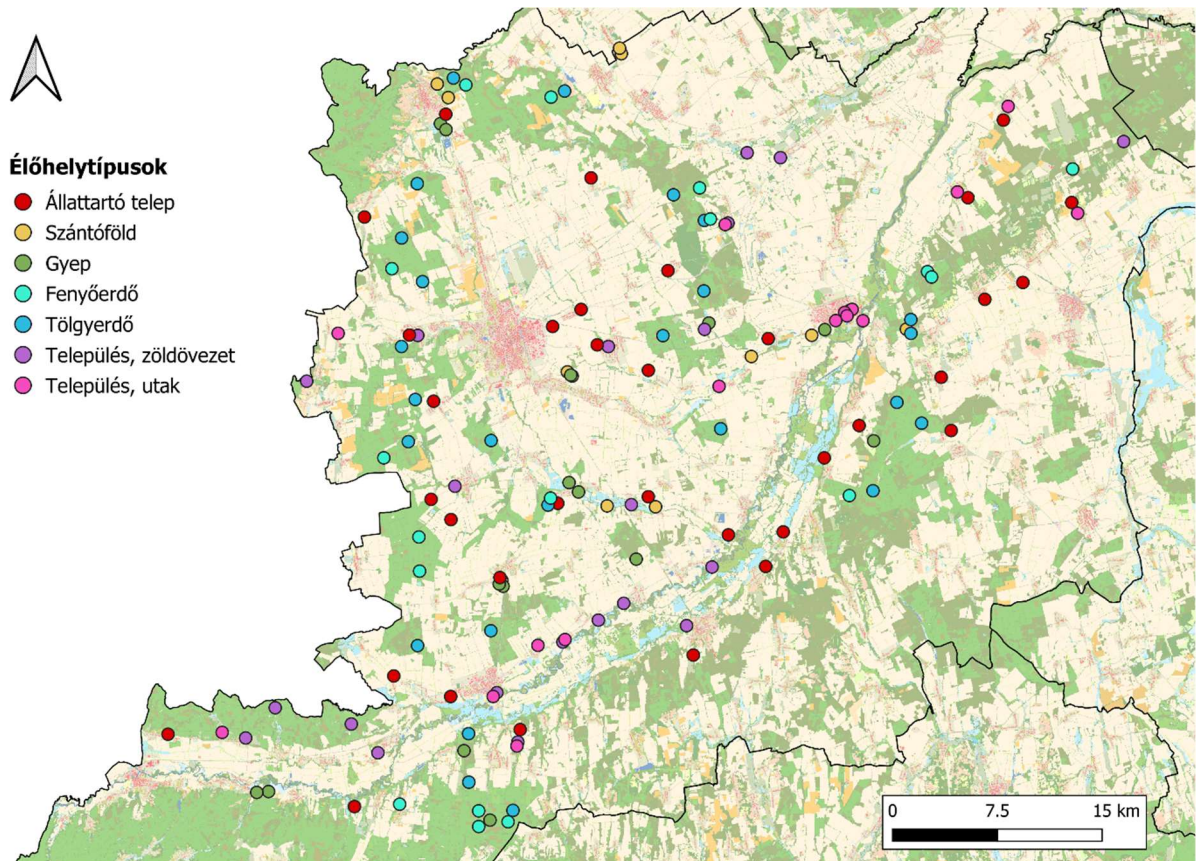 Élőhelytípusok
Állattartó telep
Szántóföld
Gyep
Fenyőerdő
Tölgyerdő
Település, zöldövezet
Település, utak
0 7.5 15 km